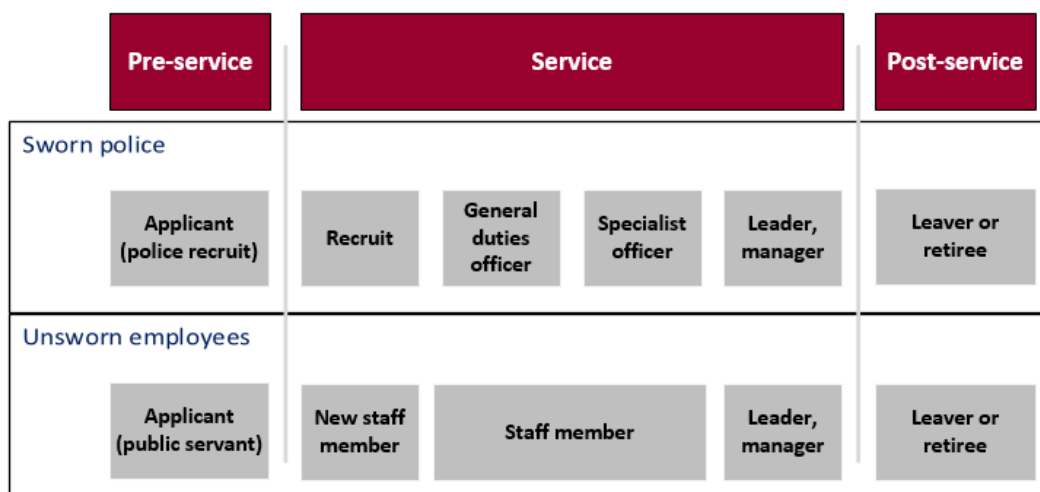 Pre-service
Service
Post-service
Sworn police
Applicant
(police recruit)
Recruit
General
duties
officer
Specialist
officer
Leader,
manager
Leaver or
retiree
Unsworn employees
Applicant
(public servant)
New staff
member
Staff member
Leader,
manager
Leaver or
retiree